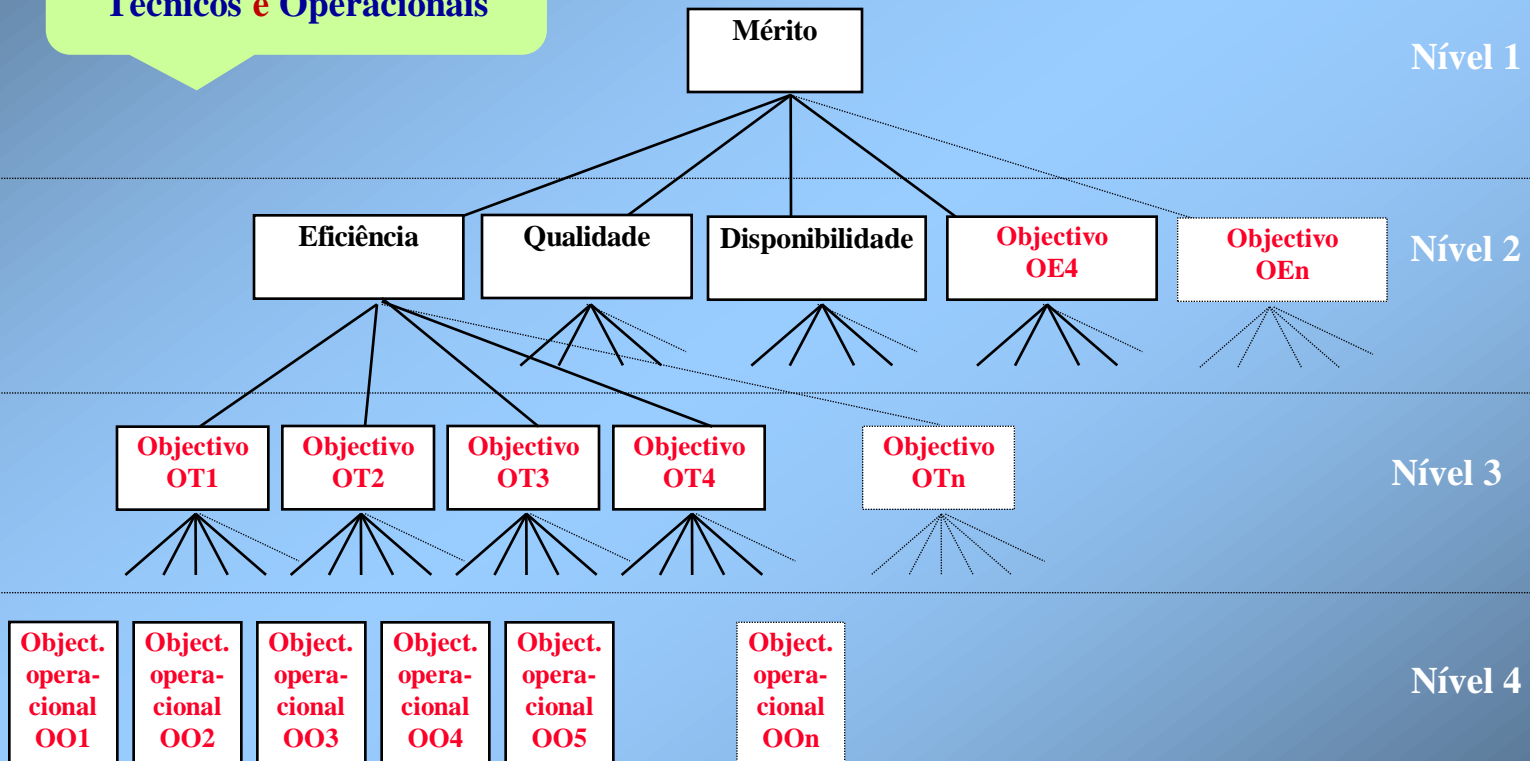 Técnicos e Operacionais
Mérito
Nível 1
Eficiência
Qualidade
Disponibilidade
Objectivo
OE4
Objectivo
OEn
Nível 2
Objectivo
OT1
Objectivo
OT2
Objectivo
OT3
Objectivo
OT4
Objectivo
OTn
Nível 3
Object.
opera-
cional
OO1
Object.
opera-
cional
OO2
Object.
opera-
cional
OO3
Object.
opera-
cional
OO4
Object.
opera-
cional
OO5
Object.
opera-
cional
OOn
Nível 4